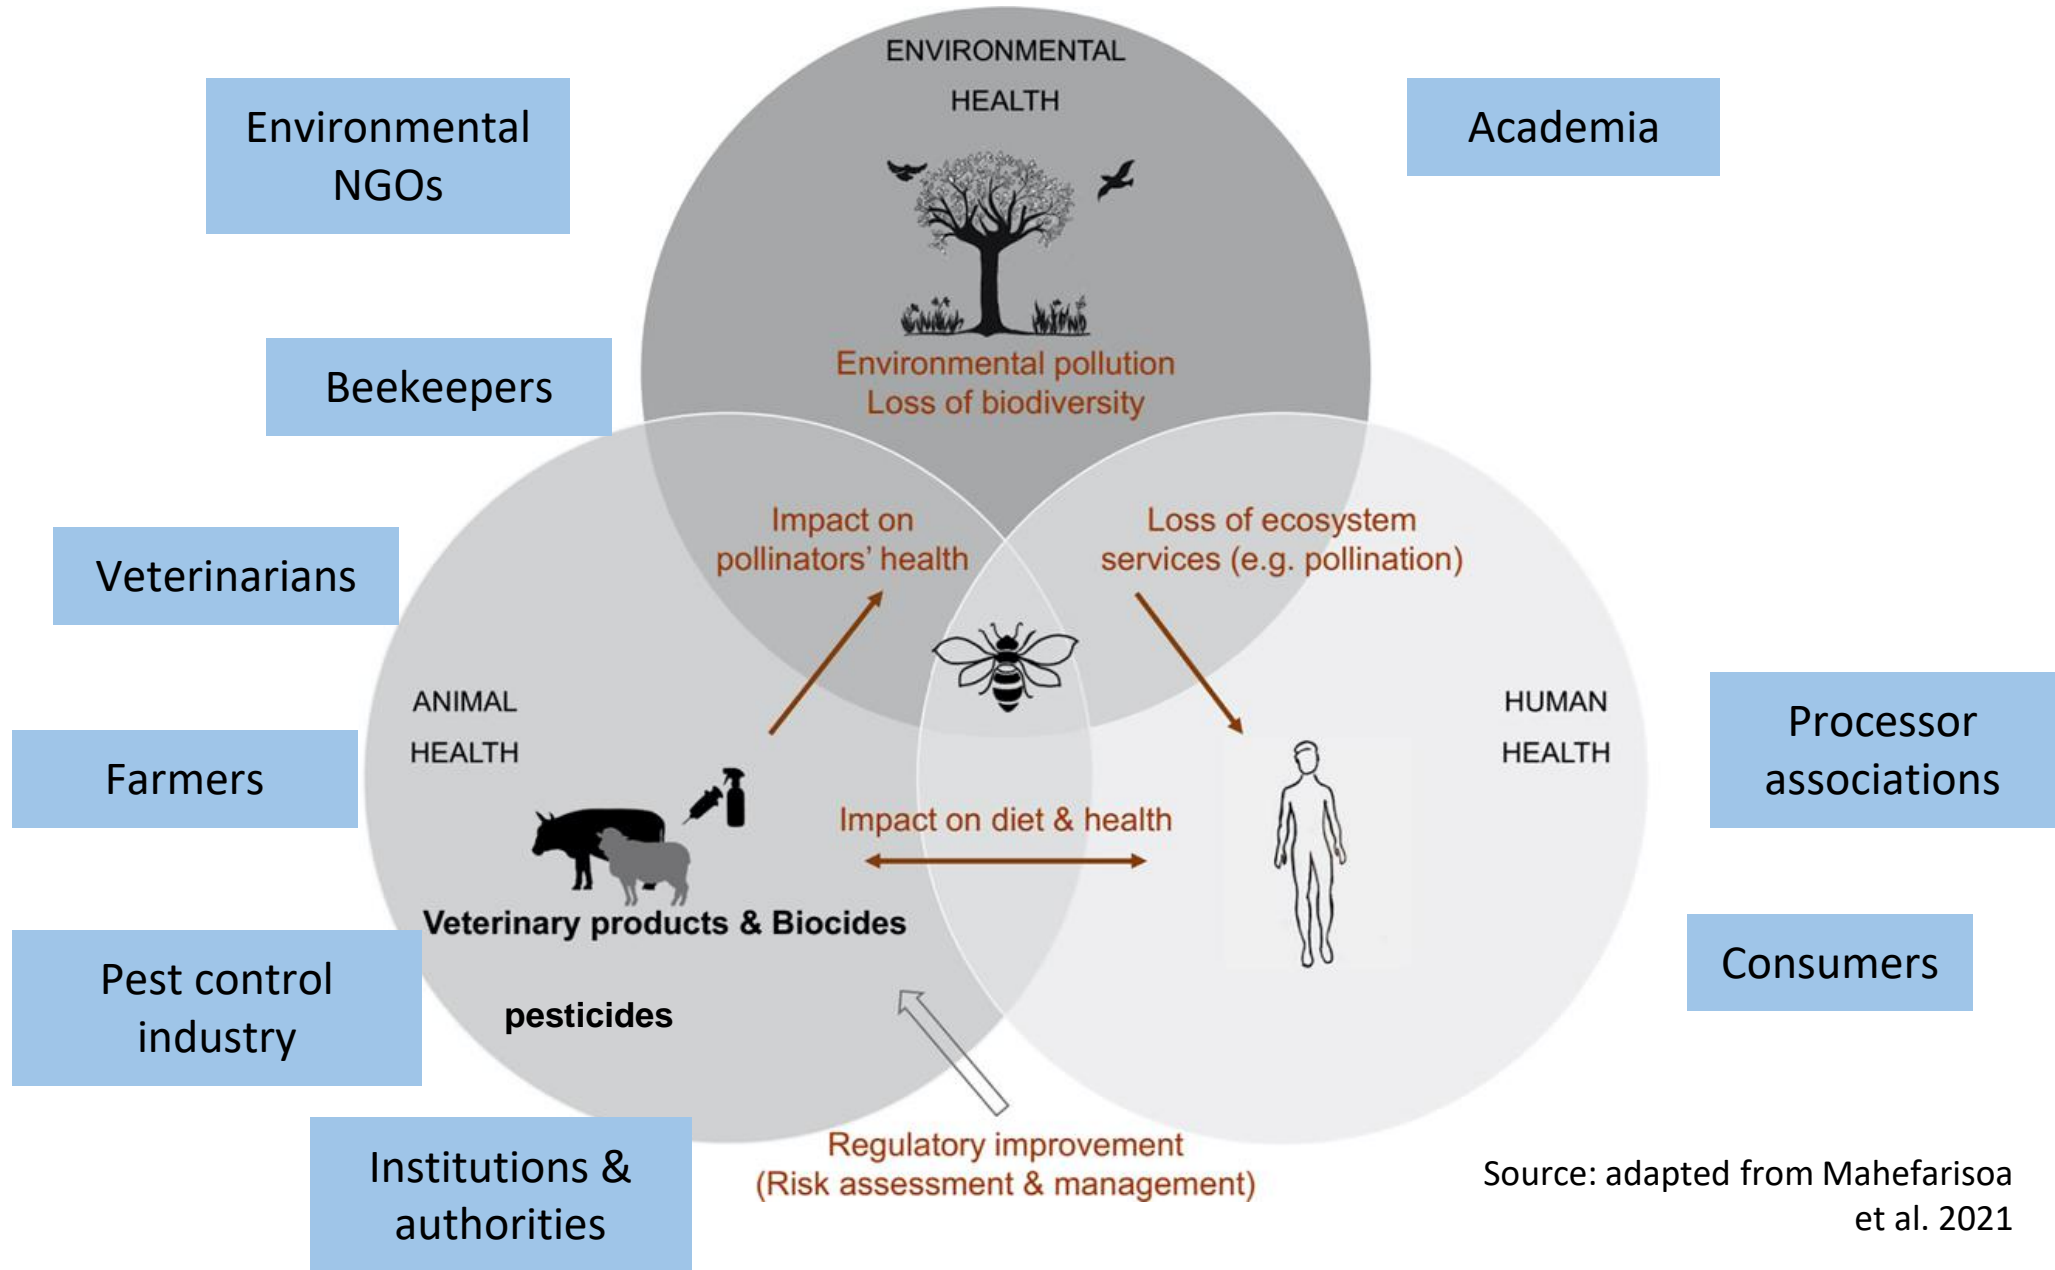 ENVIRONMENTAL
HEALTH
Environmental
NGOs
Academia
Environmental pollution
Loss of biodiversity
Beekeepers
Impact on
pollinators’ health
Loss of ecosystem
services (e.g. pollination)
Veterinarians
ANIMAL
HEALTH
HUMAN
HEALTH
Processor
associations
Farmers
Impact on diet & health
Veterinary products & Biocides
Consumers
Pest control
industry
pesticides
Institutions &
authorities
Regulatory improvement
(Risk assessment & management)
Source: adapted from Mahefarisoa
et al. 2021